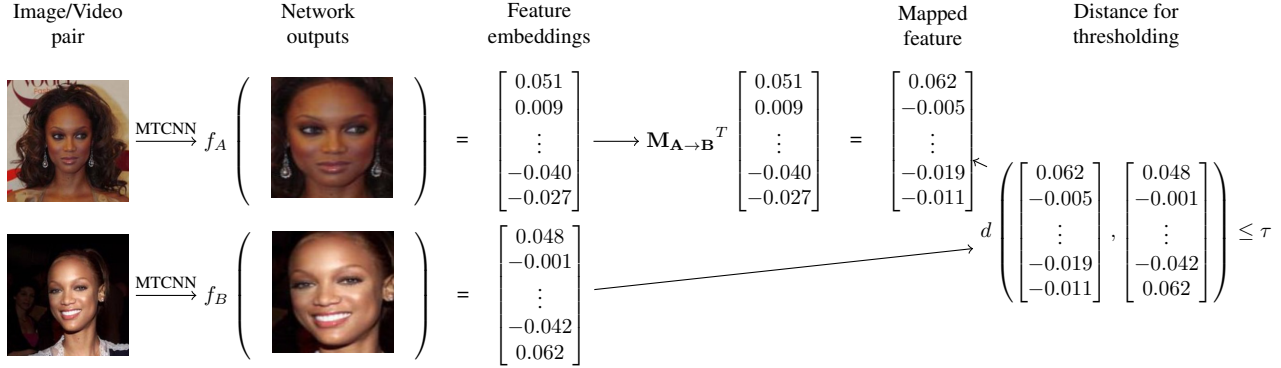 Image/Video pair
Network outputs
Feature embeddings
Mapped feature
Distance for thresholding
MTCNN f_A ( ) = [0.051 0.009 ⋮ −0.040 −0.027] M_{A→B}^T [0.051 0.009 ⋮ −0.040 −0.027] = [0.062 −0.005 ⋮ −0.019 −0.011]
MTCNN f_B ( ) = [0.048 −0.001 ⋮ −0.042 0.062]
d ( [0.062 −0.005 ⋮ −0.019 −0.011] , [0.048 −0.001 ⋮ −0.042 0.062] ) ≤ τ